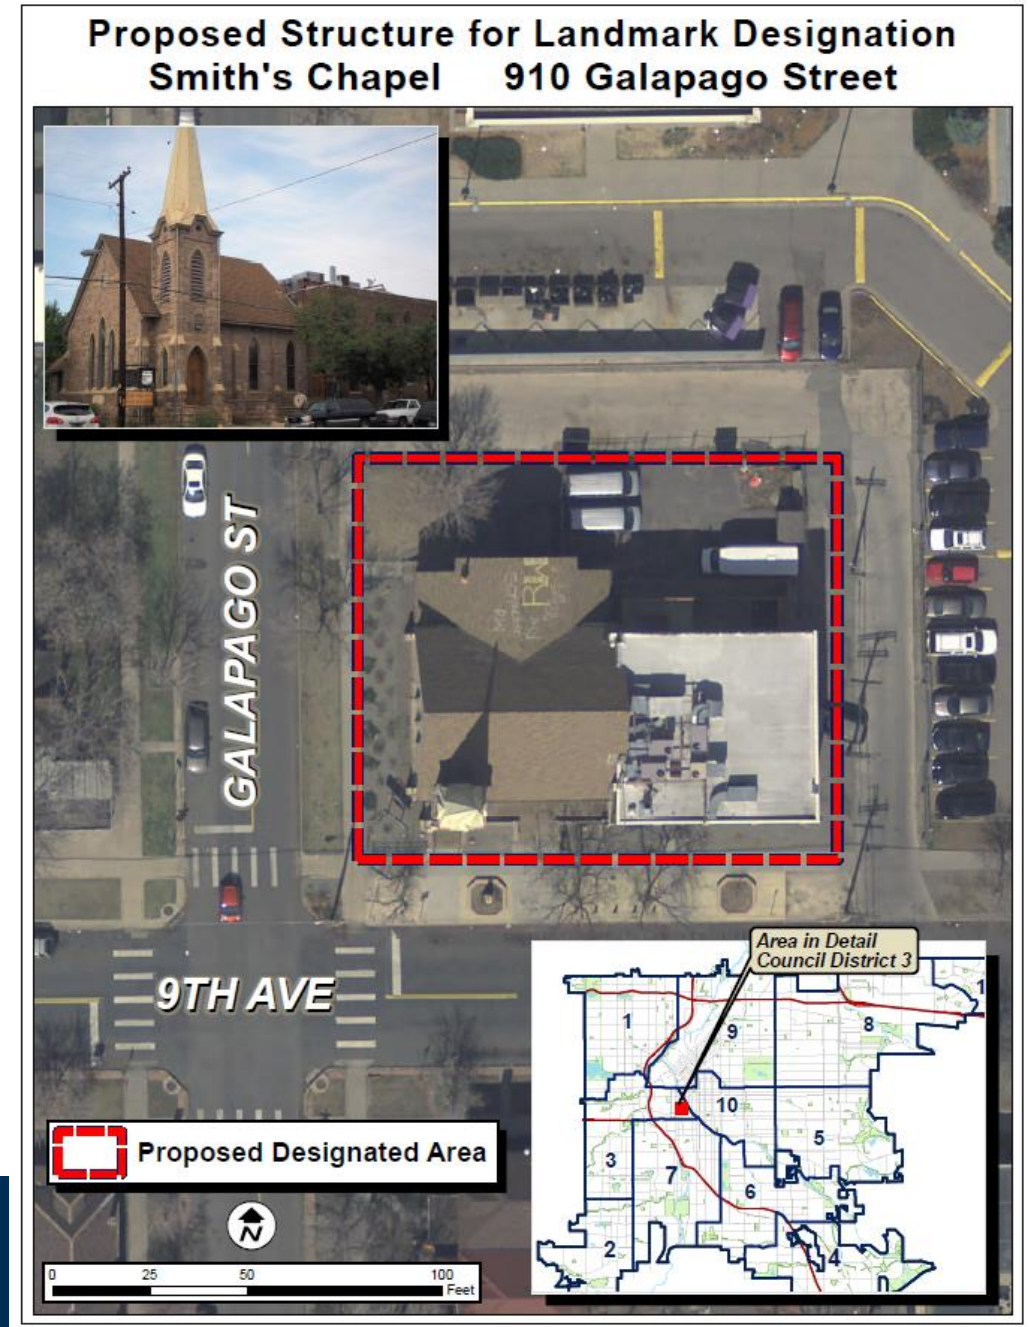 Proposed Structure for Landmark Designation
Smith's Chapel 910 Galapago Street
GALAPAGO ST
9TH AVE
Area in Detail
Council District 3
1
1
9
8
10
5
3
7
6
2
4
Proposed Designated Area
N
0 25 50 100
Feet